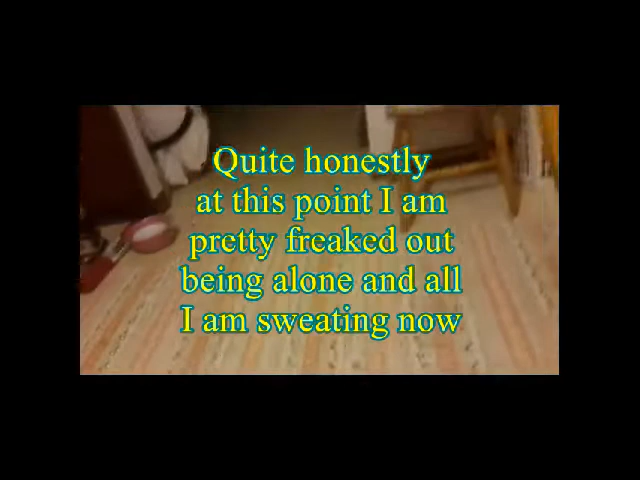 Quite honestly
at this point I am
pretty freaked out
being alone and all
I am sweating now